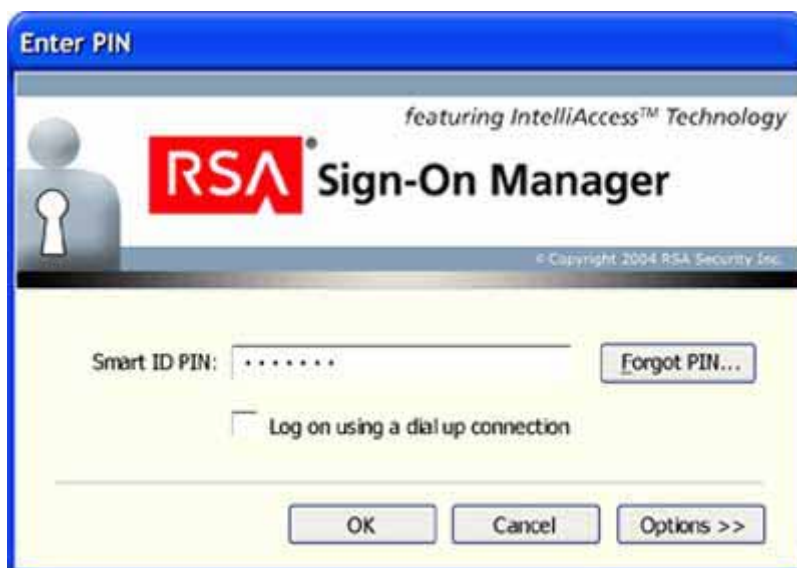 Enter PIN
featuring IntelliAccess™ Technology
RSA® Sign-On Manager
© Copyright 2004 RSA Security Inc.
Smart ID PIN: ······· Forgot PIN...
Log on using a dial up connection
OK Cancel Options >>